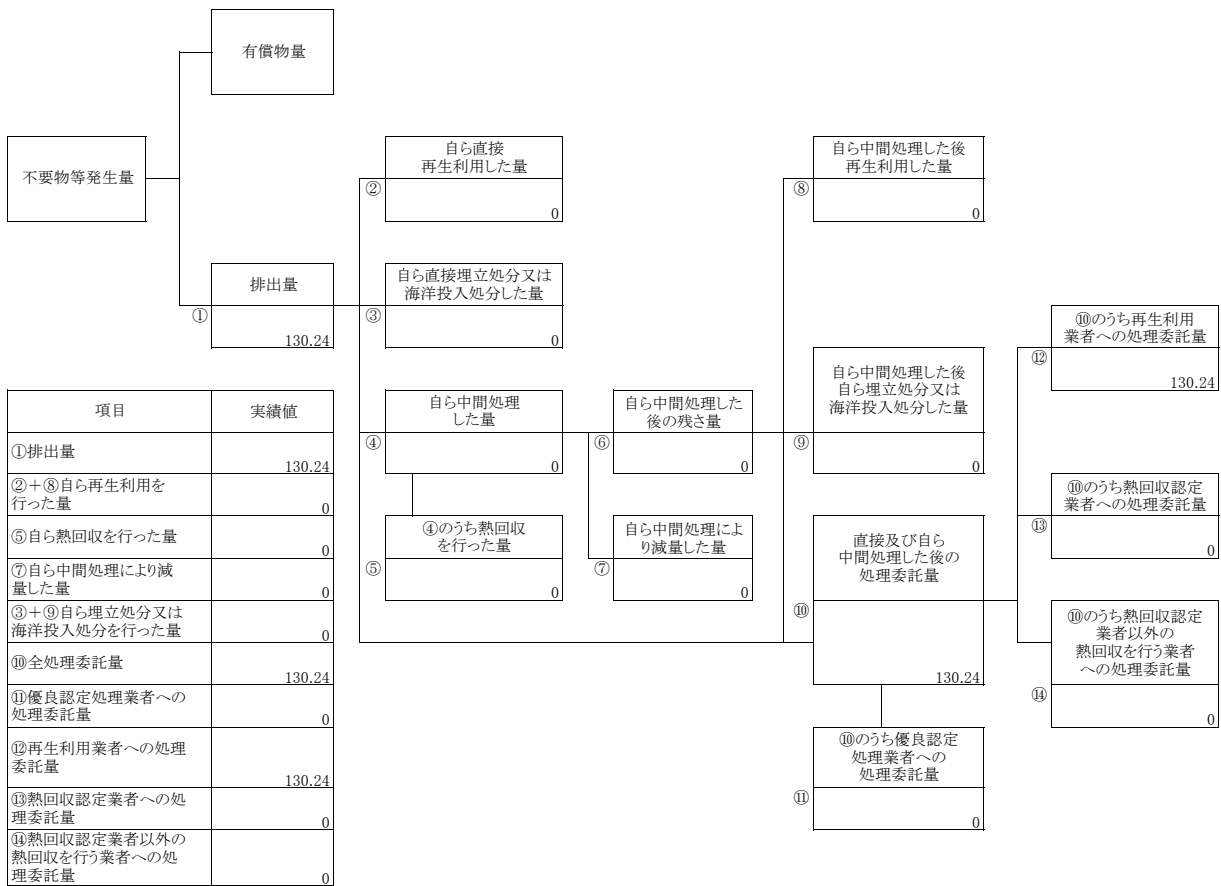 有償物量
不要物等発生量
自ら直接
再生利用した量
②
0
自ら中間処理した後
再生利用した量
⑧
0
排出量
①
130.24
自ら直接埋立処分又は
海洋投入処分した量
③
0
⑩のうち再生利用
業者への処理委託量
⑫
130.24
自ら中間処理
した量
④
0
自ら中間処理した
後の残さ量
⑥
0
自ら中間処理した後
自ら埋立処分又は
海洋投入処分した量
⑨
0
⑩のうち熱回収認定
業者への処理委託量
⑬
0
④のうち熱回収
を行った量
⑤
0
自ら中間処理によ
り減量した量
⑦
0
直接及び自ら
中間処理した後の
処理委託量
⑩
130.24
⑩のうち熱回収認定
業者以外の
熱回収を行う業者
への処理委託量
⑭
0
⑩のうち優良認定
処理業者への
処理委託量
⑪
0
項目 実績値
①排出量
130.24
②＋⑧自ら再生利用を
行った量
0
⑤自ら熱回収を行った量
0
⑦自ら中間処理により減
量した量
0
③＋⑨自ら埋立処分又は
海洋投入処分を行った量
0
⑩全処理委託量
130.24
⑪優良認定処理業者への
処理委託量
0
⑫再生利用業者への処理
委託量
130.24
⑬熱回収認定業者への処
理委託量
0
⑭熱回収認定業者以外の
熱回収を行う業者への処
理委託量
0